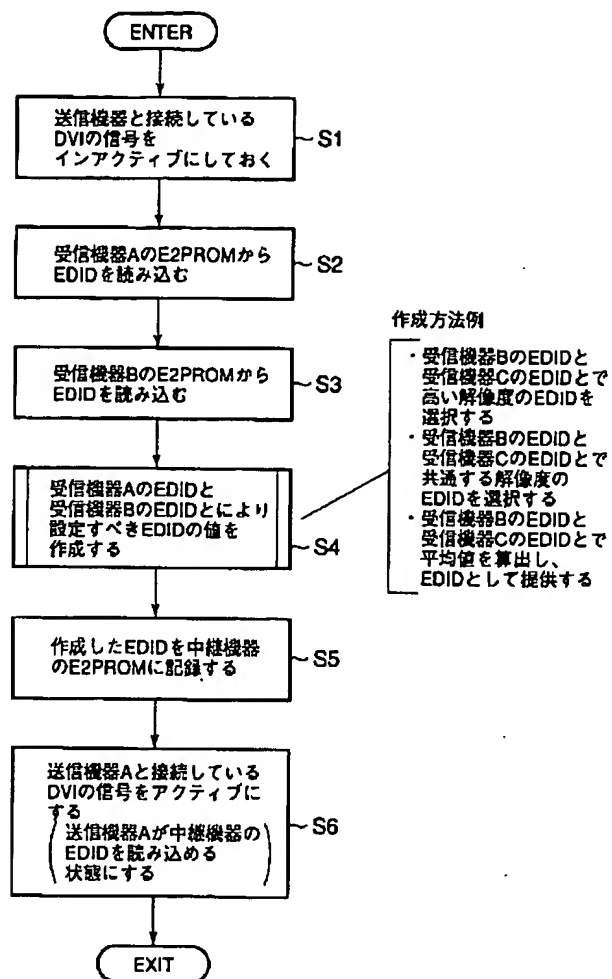 ENTER
送信機器と接続している
DVIの信号を
インアクティブにしておく
S1
受信機器AのE2PROMから
EDIDを読み込む
S2
受信機器BのE2PROMから
EDIDを読み込む
S3
受信機器AのEDIDと
受信機器BのEDIDとにより
設定すべきEDIDの値を
作成する
S4
作成方法例
・受信機器BのEDIDと
受信機器CのEDIDとで
高い解像度のEDIDを
選択する
・受信機器BのEDIDと
受信機器CのEDIDとで
共通する解像度の
EDIDを選択する
・受信機器BのEDIDと
受信機器CのEDIDとで
平均値を算出し、
EDIDとして提供する
作成したEDIDを中継機器
のE2PROMに記録する
S5
送信機器Aと接続している
DVIの信号をアクティブに
する
(送信機器Aが中継機器の
EDIDを読み込める
状態にする)
S6
EXIT